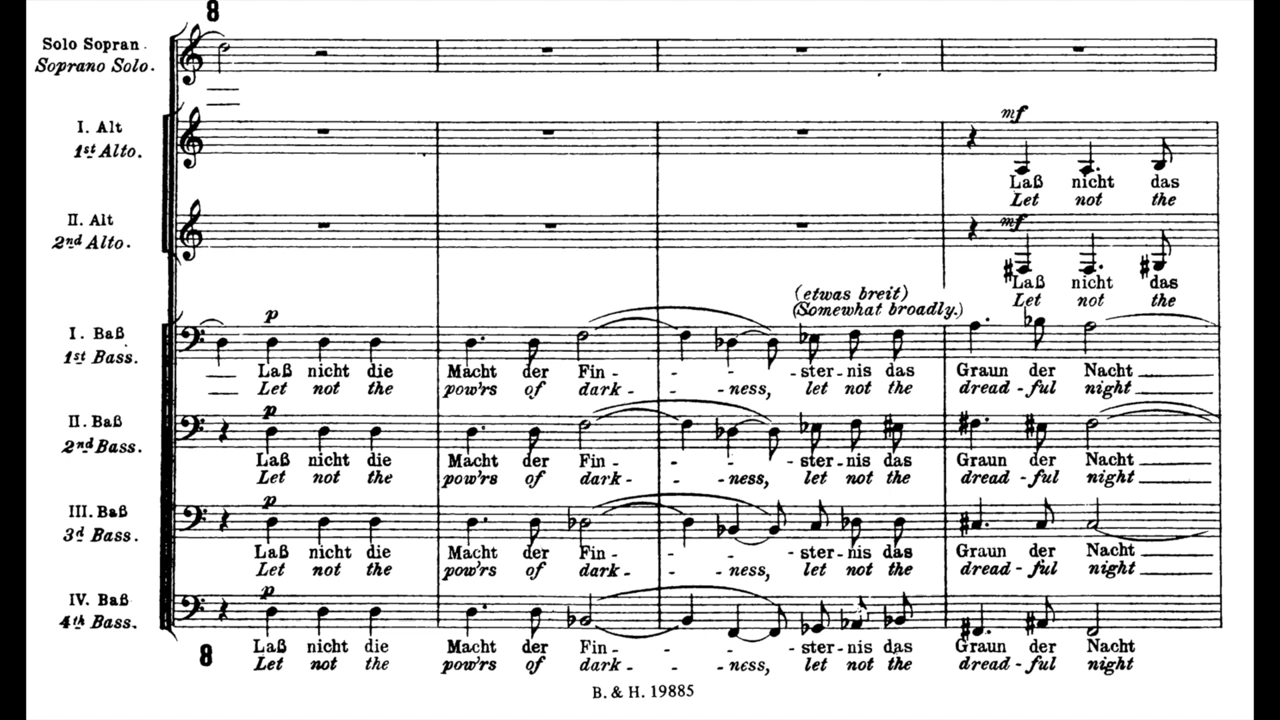 8
Solo Sopran.
Soprano Solo.
I. Alt
1st Alto.
mf
Laß nicht das
Let not the
II. Alt
2nd Alto.
mf
Laß nicht das
Let not the
(etwas breit)
(Somewhat broadly.)
I. Baß
1st Bass.
p
Laß nicht die Macht der Fin - - - - ster - nis das Graun der Nacht
Let not the pow'rs of dark - - - ness, let not the dread - ful night
II. Baß
2nd Bass.
p
Laß nicht die Macht der Fin - - - - ster - nis das Graun der Nacht
Let not the pow'rs of dark - - - ness, let not the dread - ful night
III. Baß
3d Bass.
p
Laß nicht die Macht der Fin - - - - ster - nis das Graun der Nacht
Let not the pow'rs of dark - - - ness, let not the dread - ful night
IV. Baß
4th Bass.
p
Laß nicht die Macht der Fin - - - - ster - nis das Graun der Nacht
Let not the pow'rs of dark - - - ness, let not the dread - ful night
8
B. & H. 19885